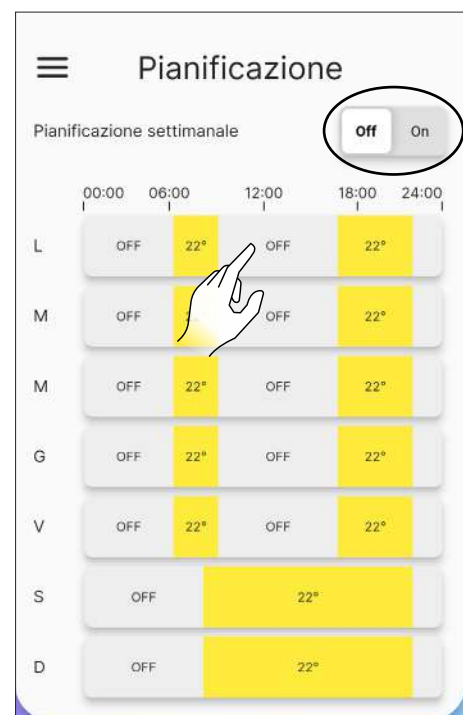 Pianificazione
Pianificazione settimanale Off On
00:00 06:00 12:00 18:00 24:00
L OFF 22° OFF 22°
M OFF OFF 22°
M OFF 22° OFF 22°
G OFF 22° OFF 22°
V OFF 22° OFF 22°
S OFF 22°
D OFF 22°